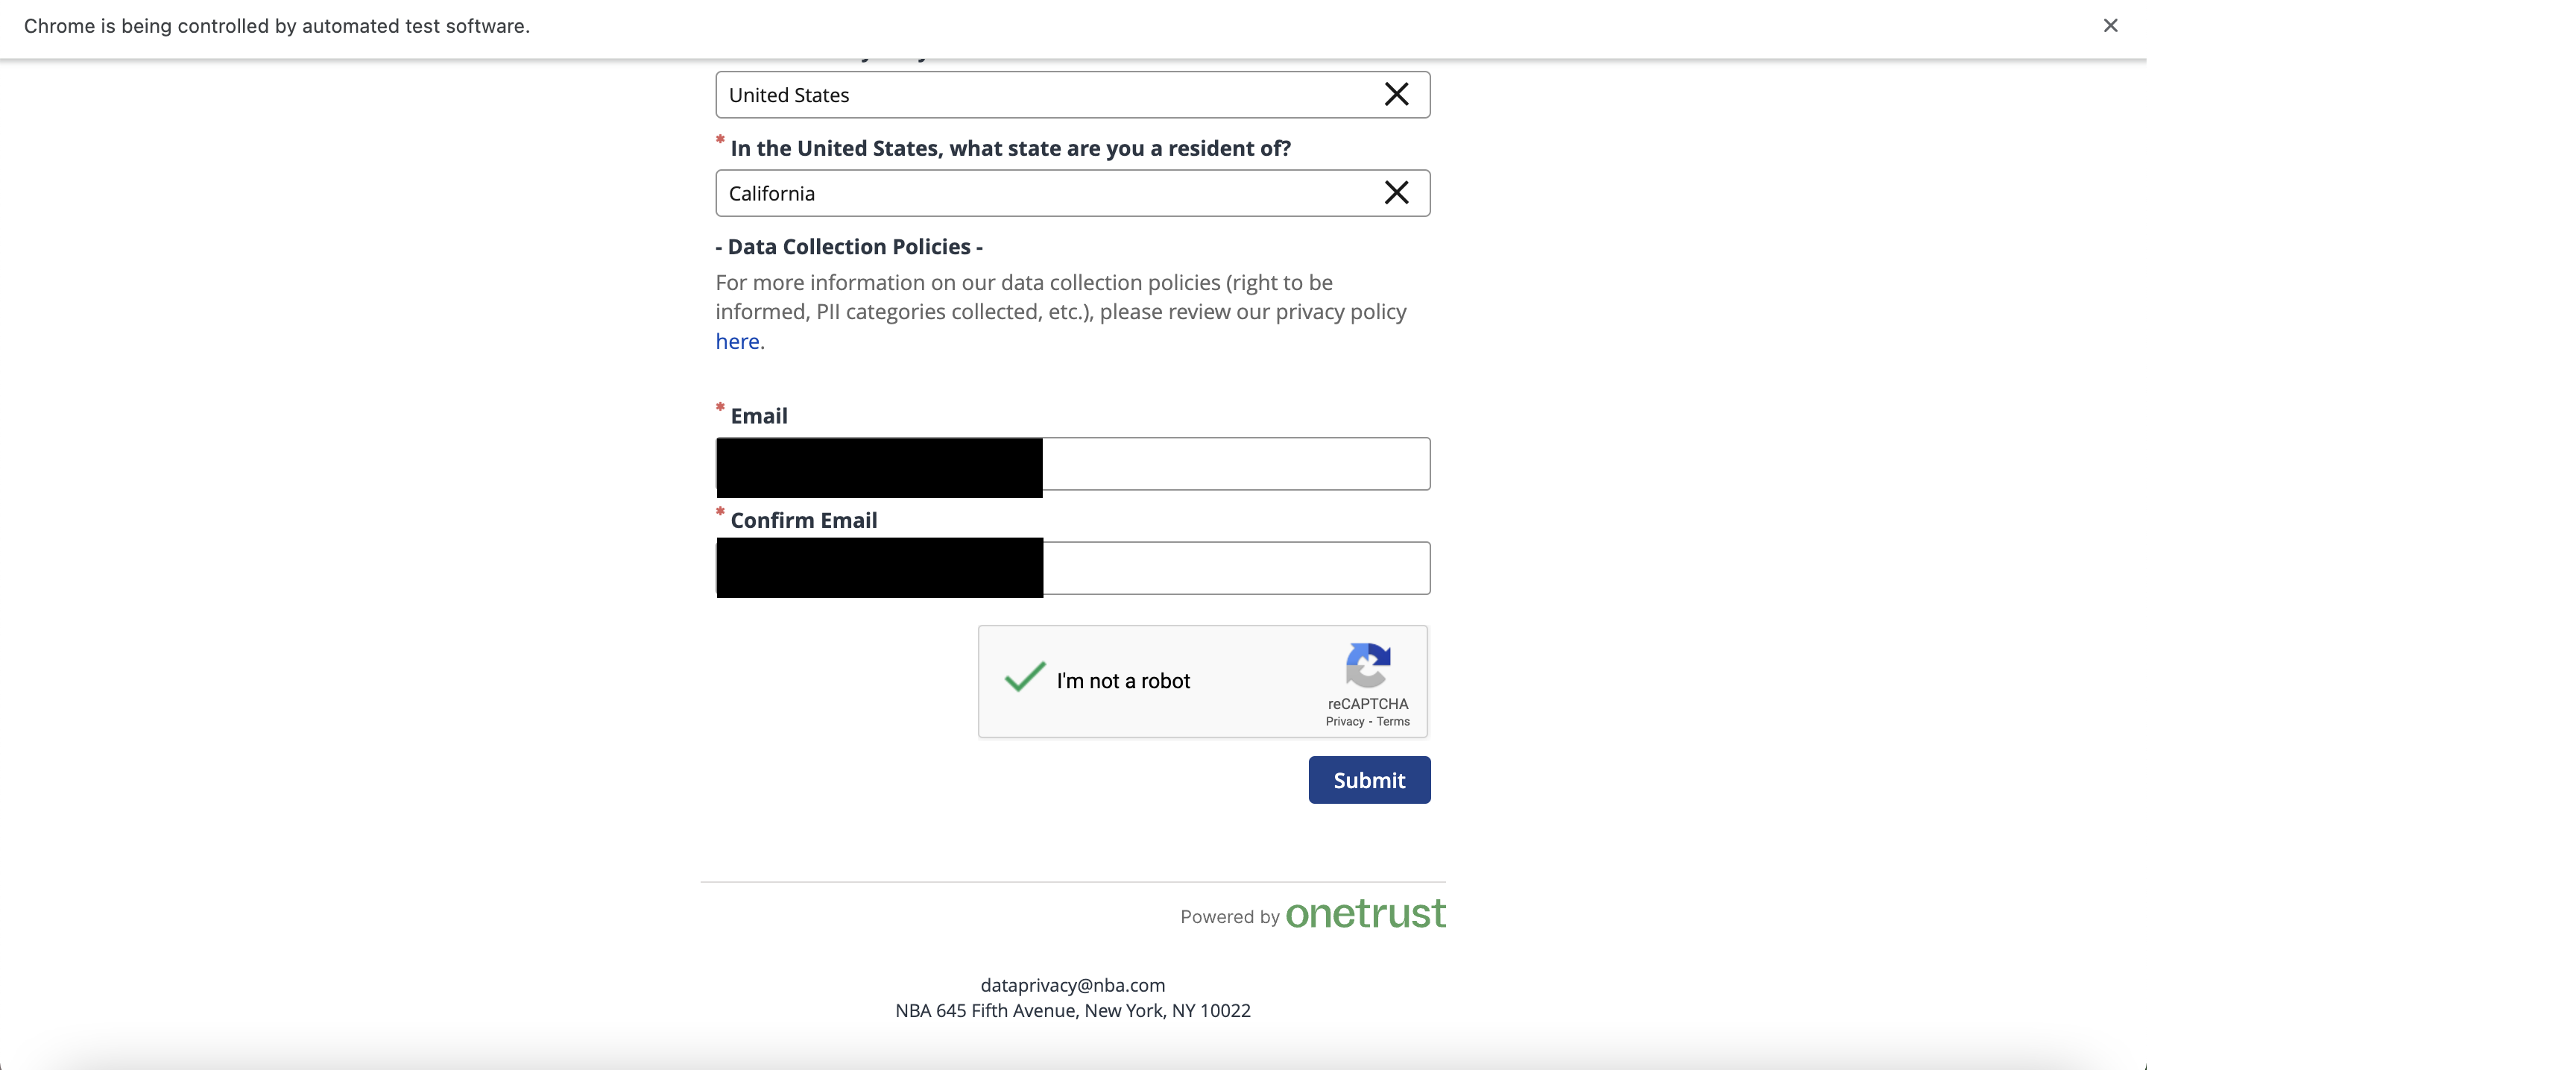 Chrome is being controlled by automated test software.
United States
* In the United States, what state are you a resident of?
California
- Data Collection Policies -
For more information on our data collection policies (right to be
informed, PII categories collected, etc.), please review our privacy policy
here.
* Email
* Confirm Email
I'm not a robot
reCAPTCHA
Privacy - Terms
Submit
Powered by onetrust
dataprivacy@nba.com
NBA 645 Fifth Avenue, New York, NY 10022